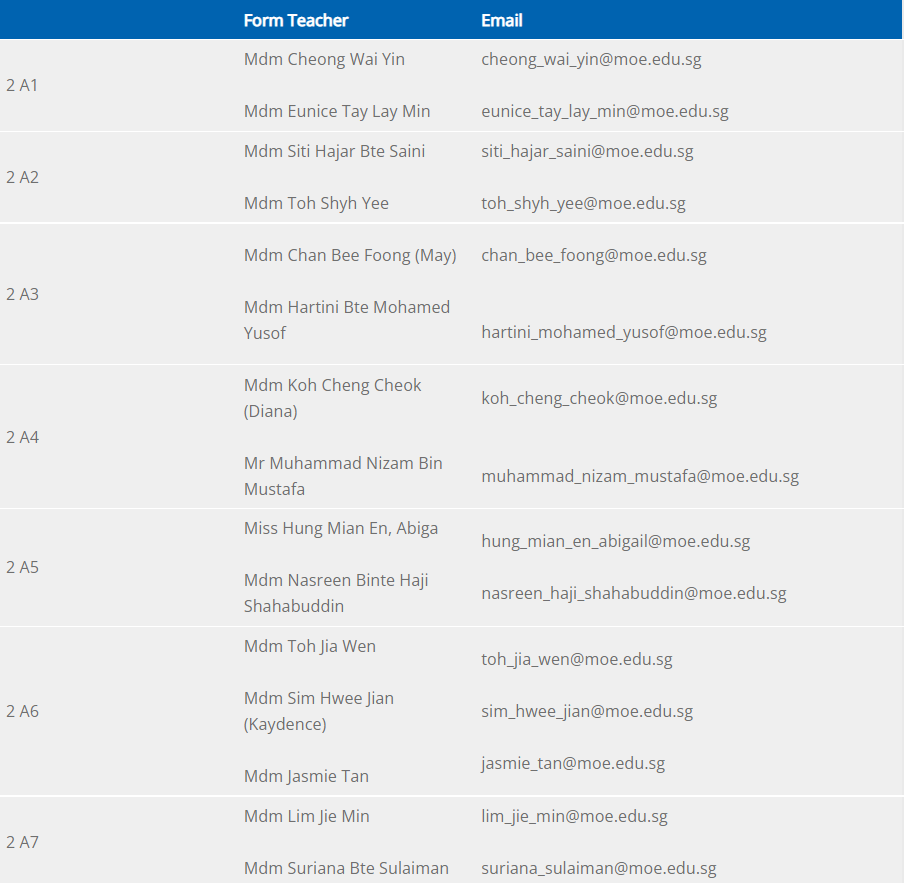 Form Teacher Email
2 A1
Mdm Cheong Wai Yin cheong_wai_yin@moe.edu.sg
Mdm Eunice Tay Lay Min eunice_tay_lay_min@moe.edu.sg
2 A2
Mdm Siti Hajar Bte Saini siti_hajar_saini@moe.edu.sg
Mdm Toh Shyh Yee toh_shyh_yee@moe.edu.sg
2 A3
Mdm Chan Bee Foong (May) chan_bee_foong@moe.edu.sg
Mdm Hartini Bte Mohamed
Yusof hartini_mohamed_yusof@moe.edu.sg
2 A4
Mdm Koh Cheng Cheok
(Diana) koh_cheng_cheok@moe.edu.sg
Mr Muhammad Nizam Bin
Mustafa muhammad_nizam_mustafa@moe.edu.sg
2 A5
Miss Hung Mian En, Abiga hung_mian_en_abigail@moe.edu.sg
Mdm Nasreen Binte Haji
Shahabuddin nasreen_haji_shahabuddin@moe.edu.sg
2 A6
Mdm Toh Jia Wen toh_jia_wen@moe.edu.sg
Mdm Sim Hwee Jian
(Kaydence) sim_hwee_jian@moe.edu.sg
Mdm Jasmie Tan jasmie_tan@moe.edu.sg
2 A7
Mdm Lim Jie Min lim_jie_min@moe.edu.sg
Mdm Suriana Bte Sulaiman suriana_sulaiman@moe.edu.sg